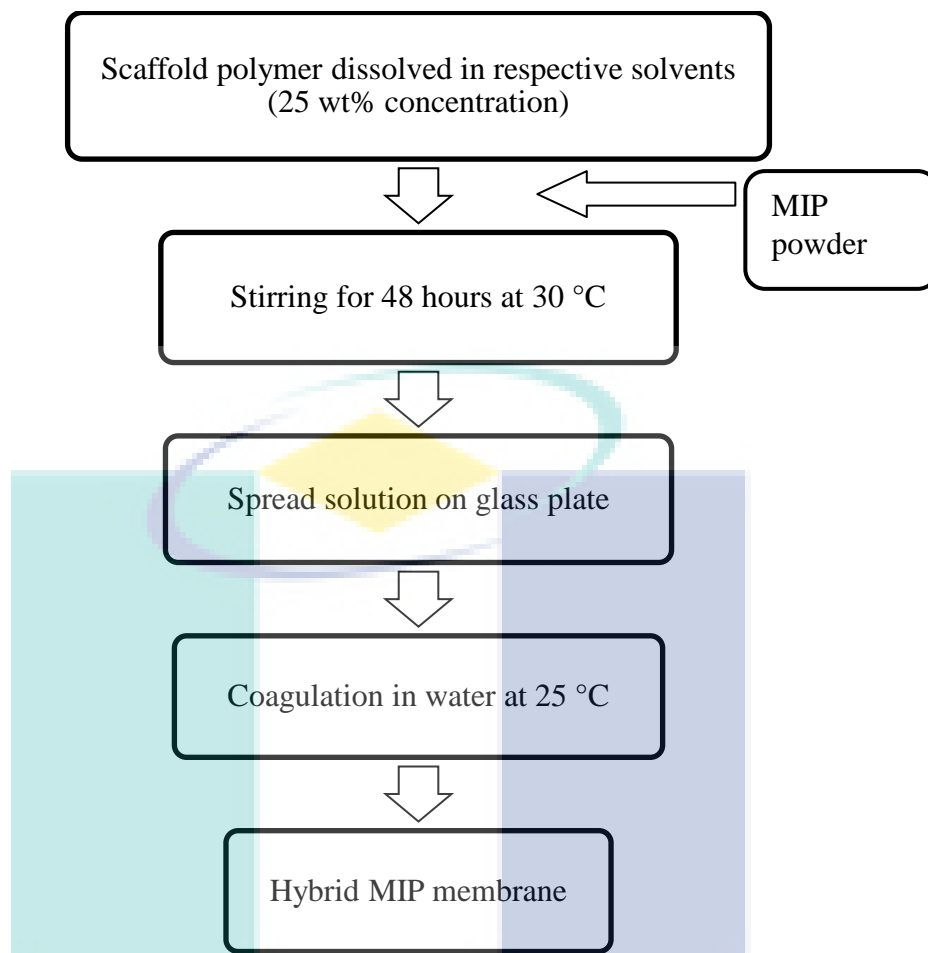 Scaffold polymer dissolved in respective solvents
(25 wt% concentration)
MIP
powder
Stirring for 48 hours at 30 °C
Spread solution on glass plate
Coagulation in water at 25 °C
Hybrid MIP membrane